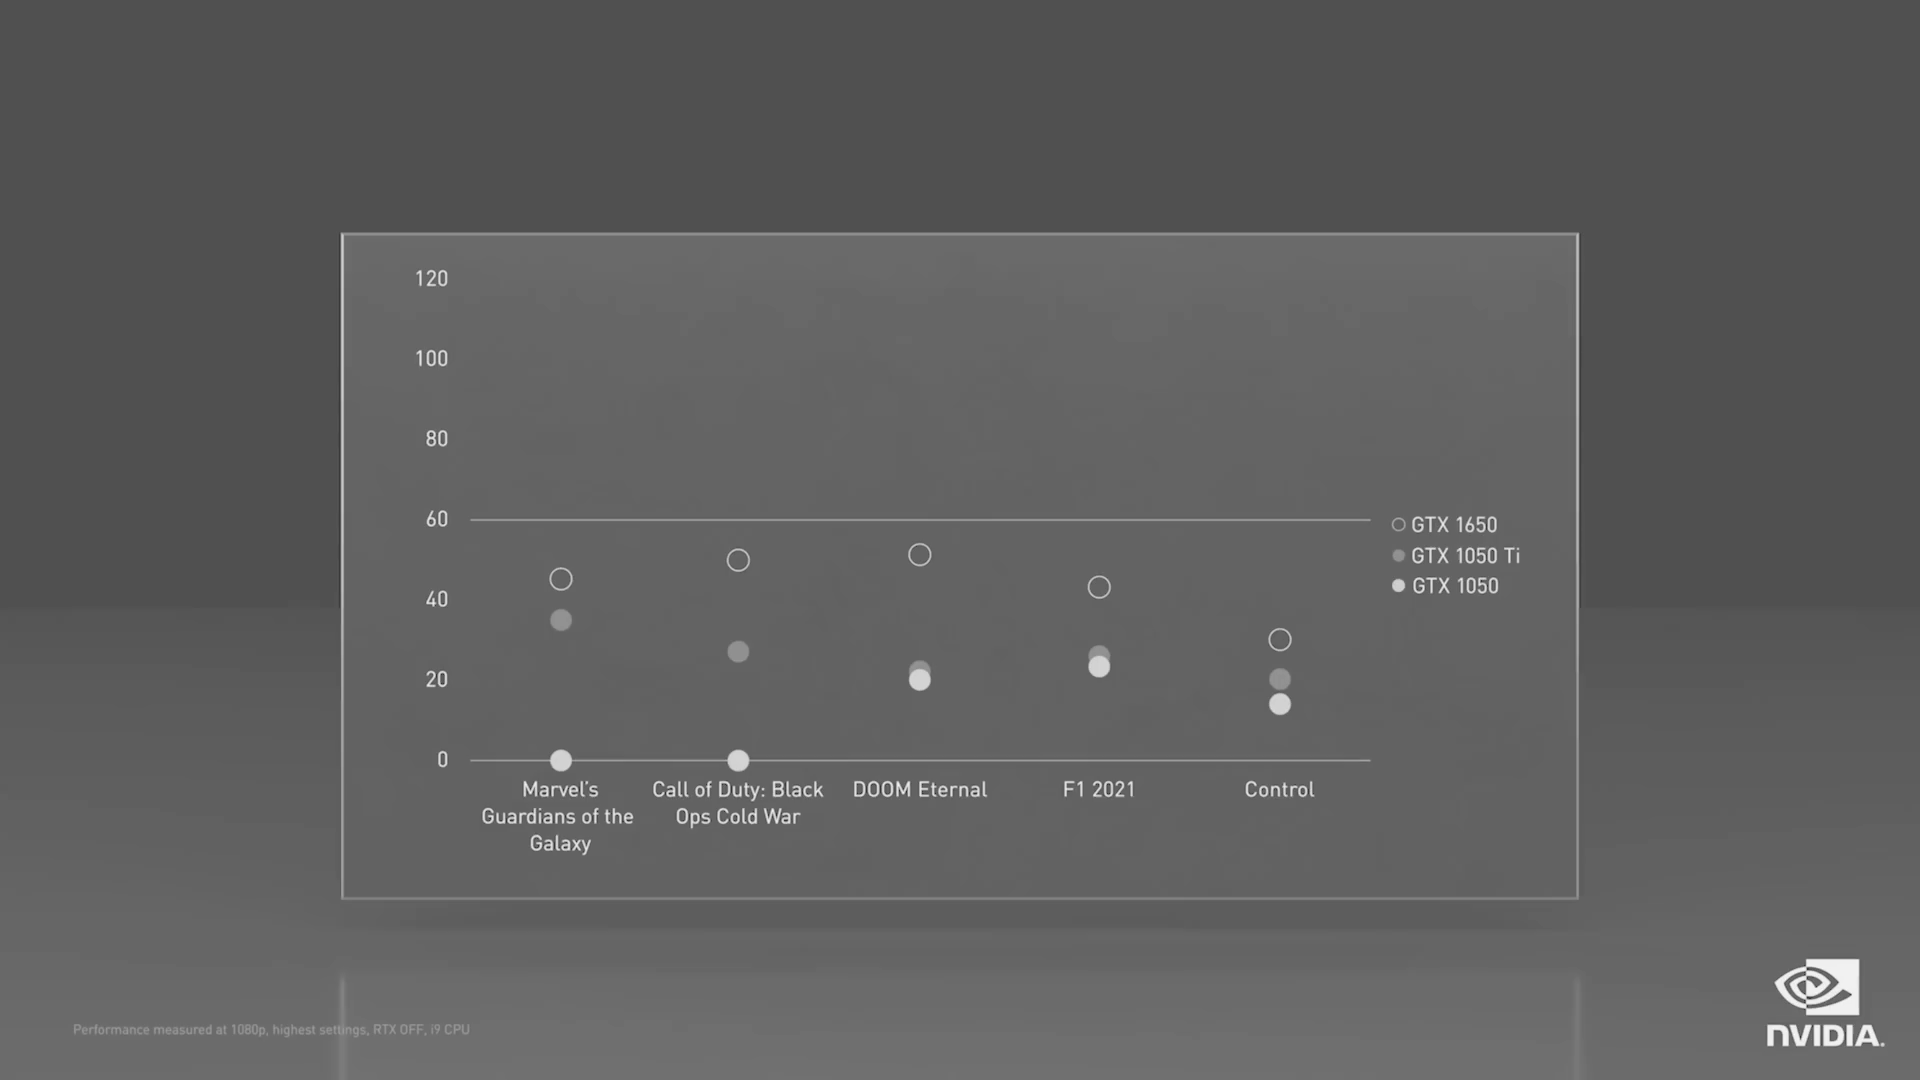 120
100
80
60
40
20
0
GTX 1650
GTX 1050 Ti
GTX 1050
Marvel's
Guardians of the
Galaxy
Call of Duty: Black
Ops Cold War
DOOM Eternal
F1 2021
Control
Performance measured at 1080p, highest settings, RTX OFF, i9 CPU
NVIDIA.